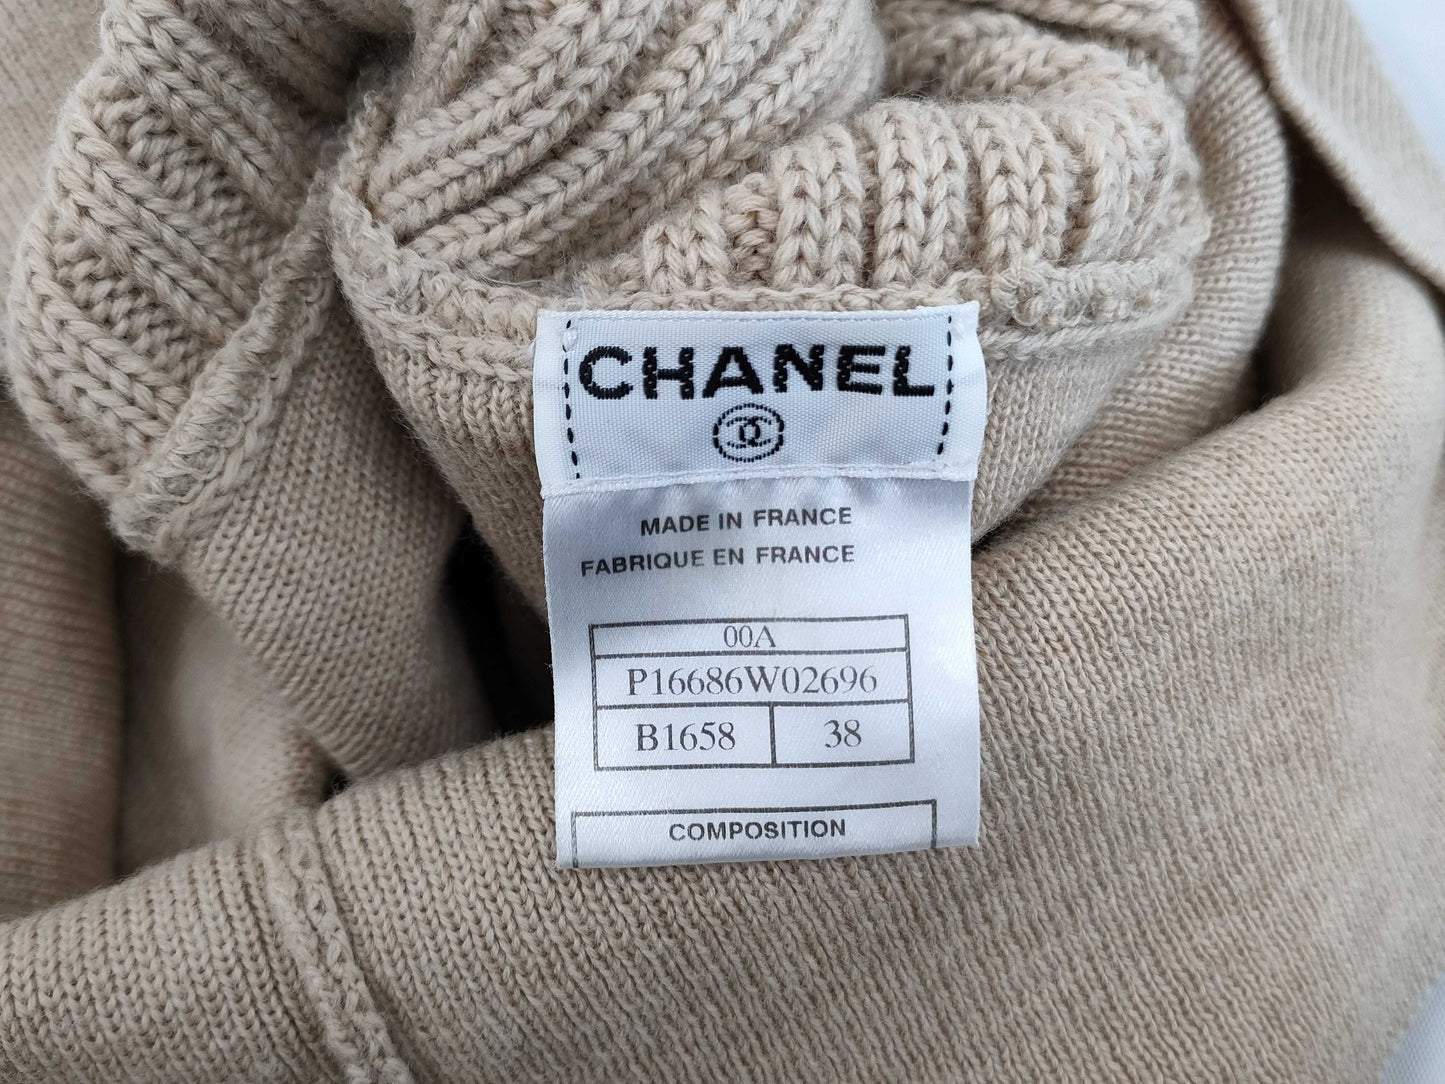 CHANEL
MADE IN FRANCE
FABRIQUE EN FRANCE
00A
P16686W02696
B1658 38
COMPOSITION